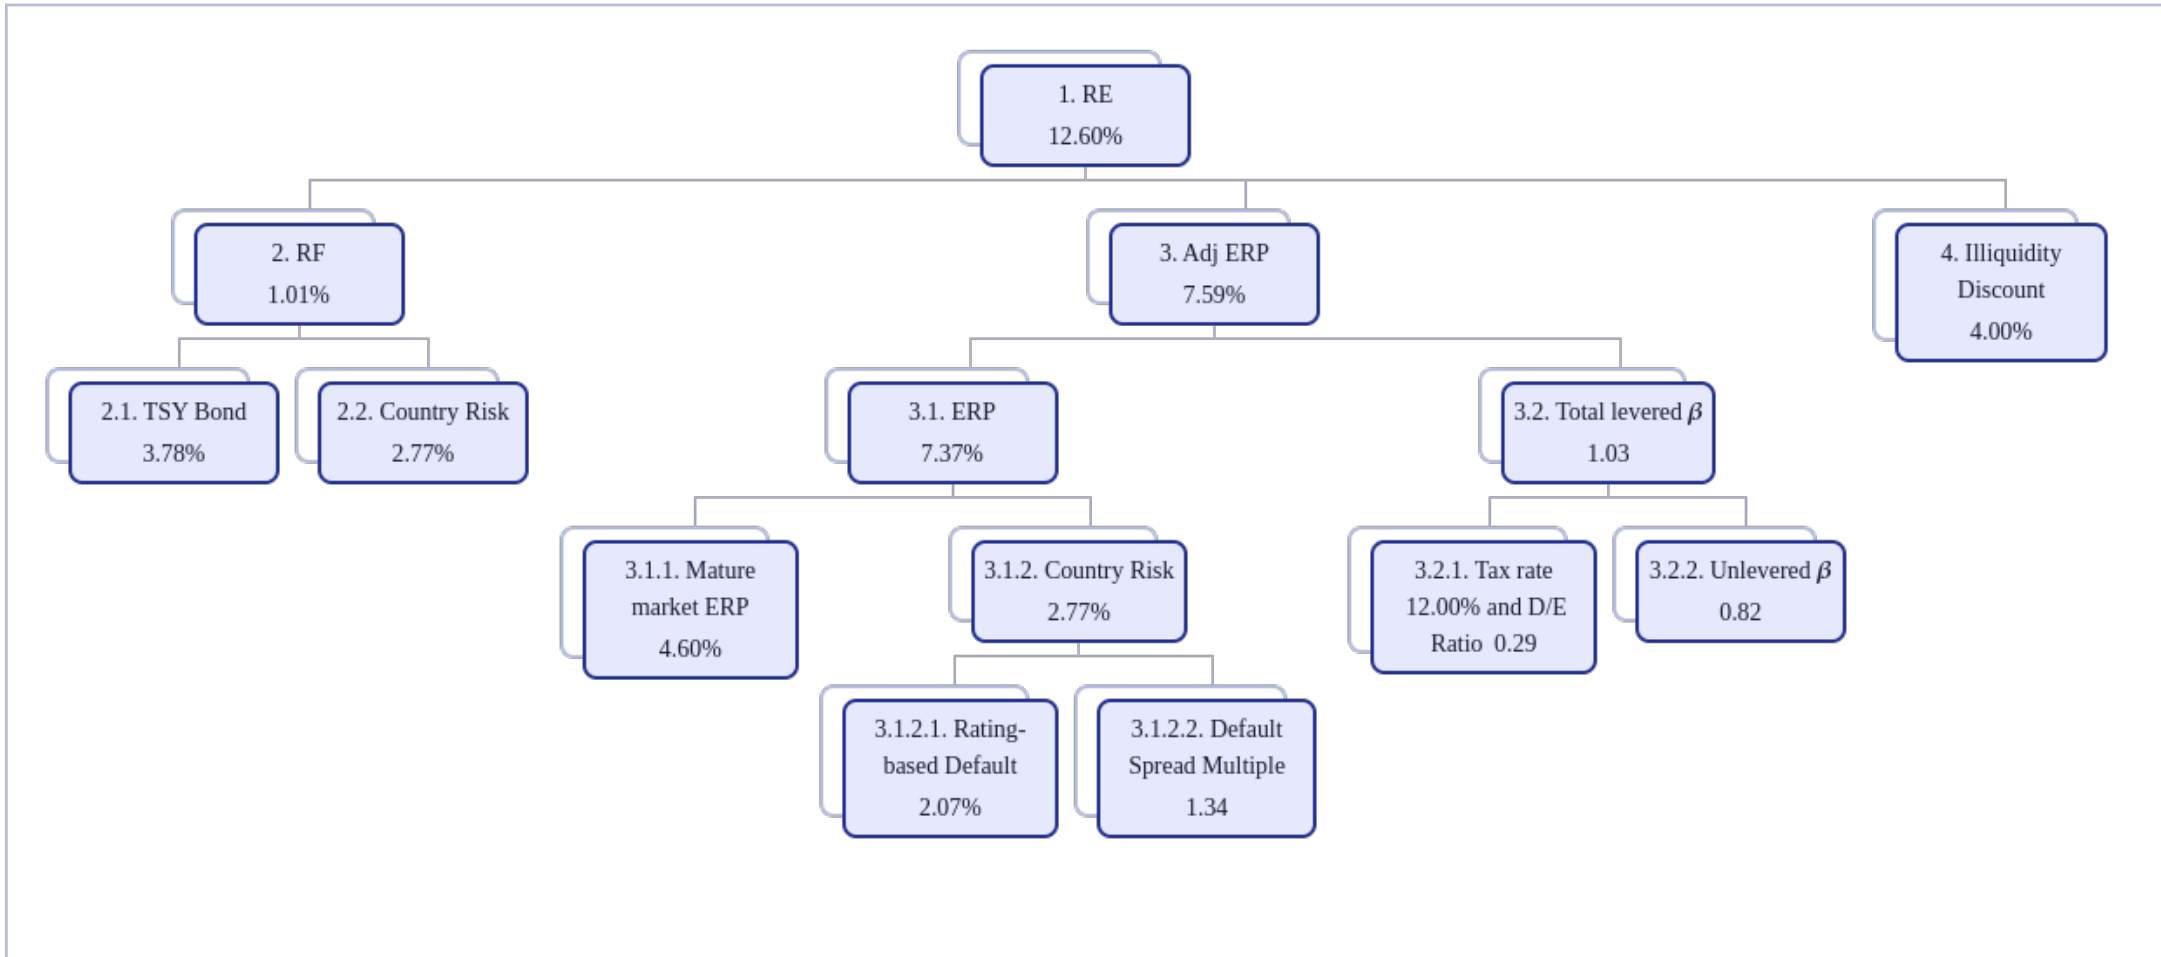 1. RE
12.60%
2. RF
1.01%
3. Adj ERP
7.59%
4. Illiquidity
Discount
4.00%
2.1. TSY Bond
3.78%
2.2. Country Risk
2.77%
3.1. ERP
7.37%
3.2. Total levered β
1.03
3.1.1. Mature
market ERP
4.60%
3.1.2. Country Risk
2.77%
3.2.1. Tax rate
12.00% and D/E
Ratio 0.29
3.2.2. Unlevered β
0.82
3.1.2.1. Rating-
based Default
2.07%
3.1.2.2. Default
Spread Multiple
1.34